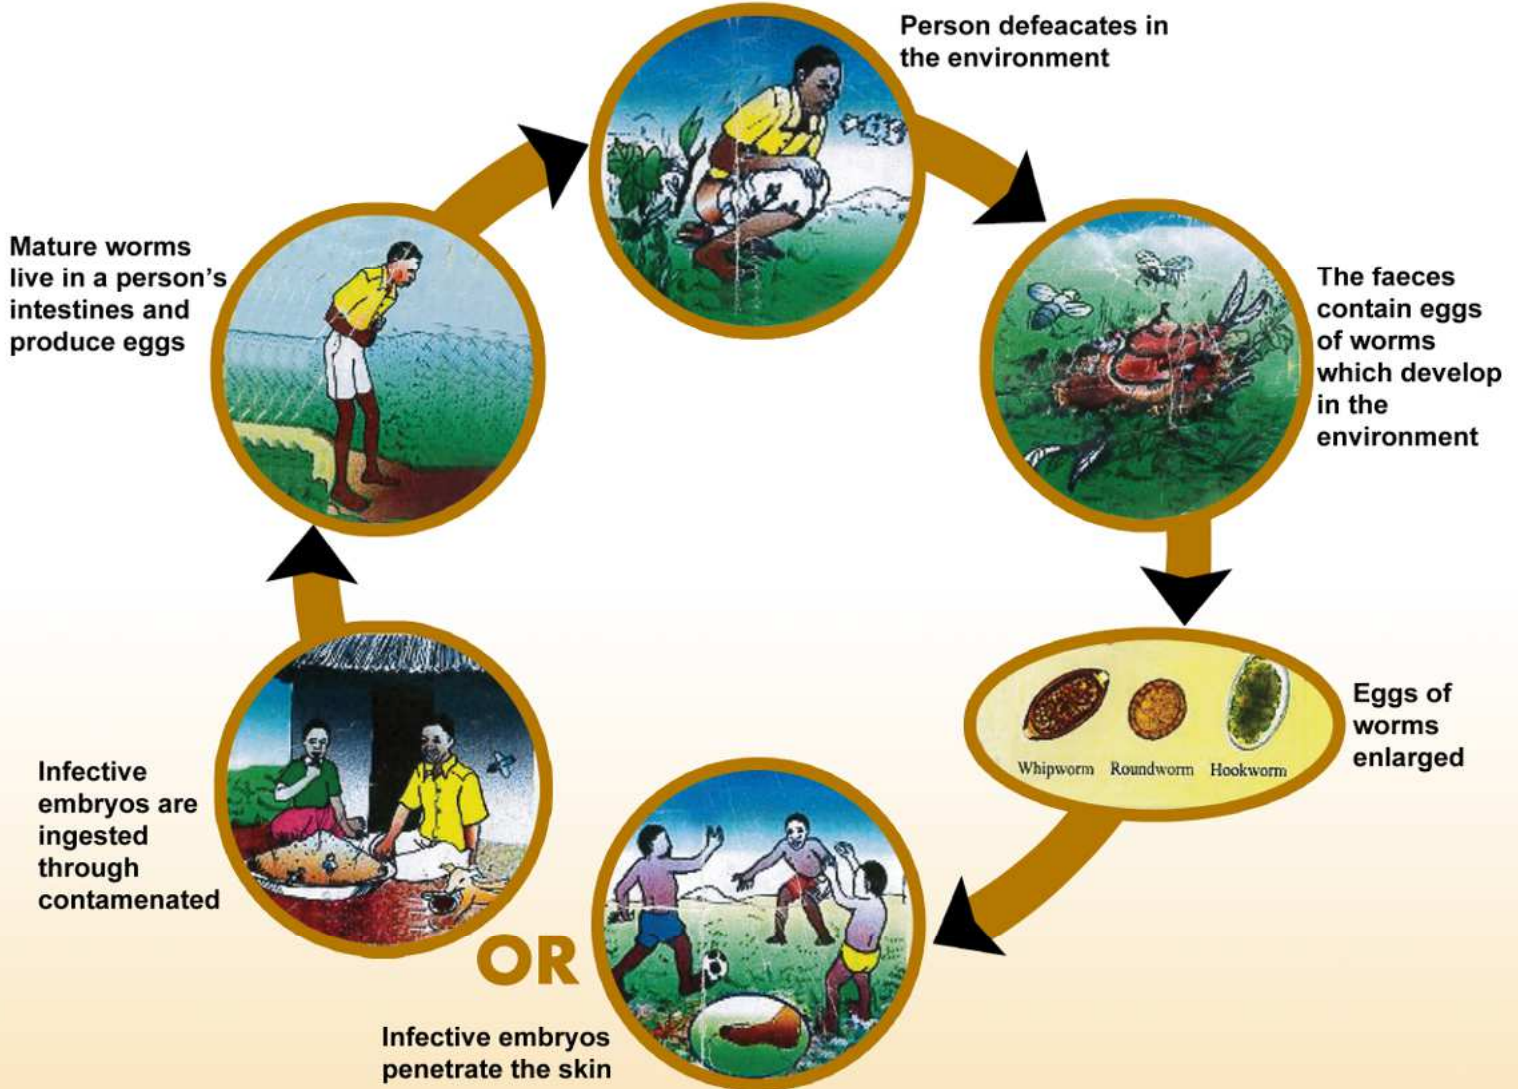 Person defeacates in
the environment
The faeces
contain eggs
of worms
which develop
in the
environment
Eggs of
worms
enlarged
Whipworm Roundworm Hookworm
Infective embryos
penetrate the skin
OR
Infective
embryos are
ingested
through
contamenated
Mature worms
live in a person's
intestines and
produce eggs